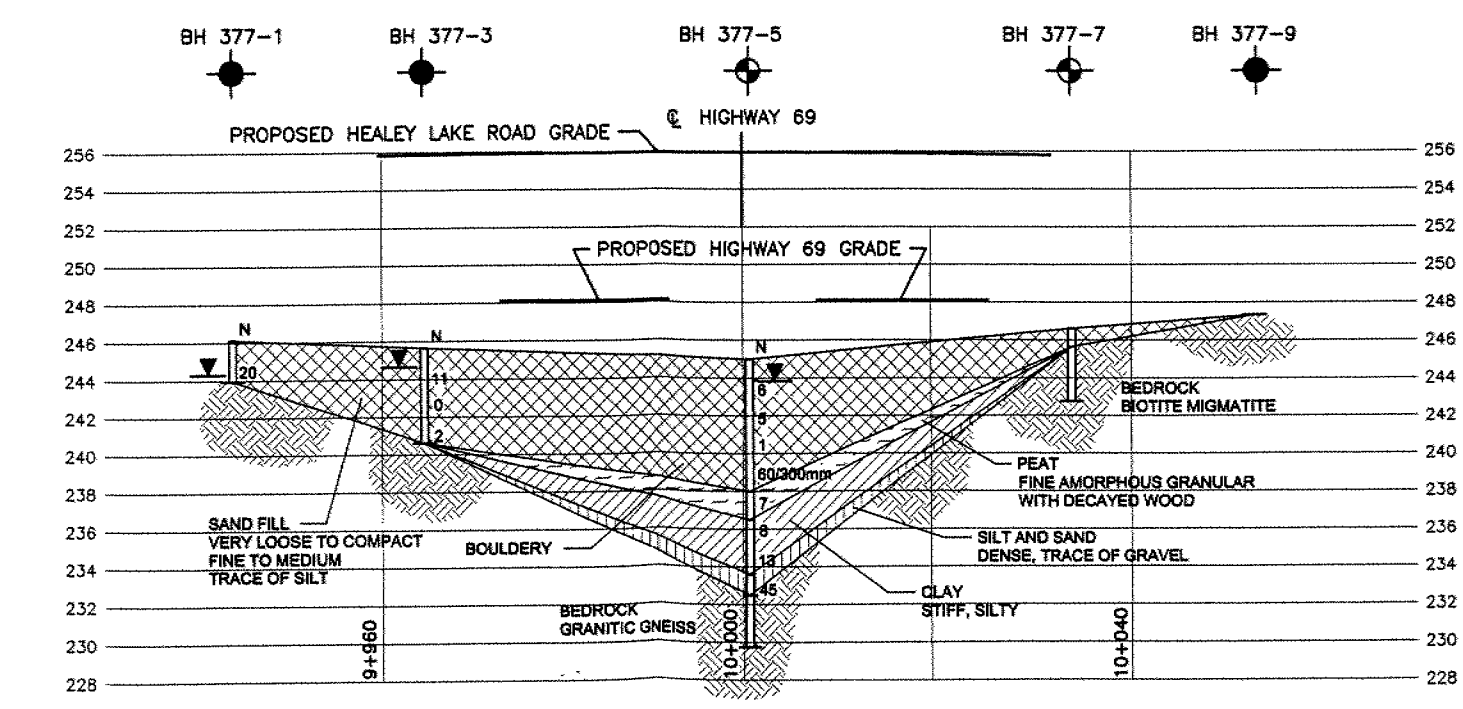 BH 377-1
BH 377-3
BH 377-5
BH 377-7
BH 377-9
℄ HIGHWAY 69
PROPOSED HEALEY LAKE ROAD GRADE
256
256
254
254
252
252
PROPOSED HIGHWAY 69 GRADE
250
250
248
248
N
N
N
246
246
20
11
6
244
244
BEDROCK
BIOTITE MIGMATITE
0
5
242
242
2
1
240
240
60/300mm
PEAT
FINE AMORPHOUS GRANULAR
WITH DECAYED WOOD
238
238
7
SAND FILL
VERY LOOSE TO COMPACT
FINE TO MEDIUM
TRACE OF SILT
BOULDERY
8
236
236
SILT AND SAND
DENSE, TRACE OF GRAVEL
13
234
234
45
CLAY
STIFF, SILTY
232
232
BEDROCK
GRANITIC GNEISS
230
230
228
228
9+960
10+000
10+040